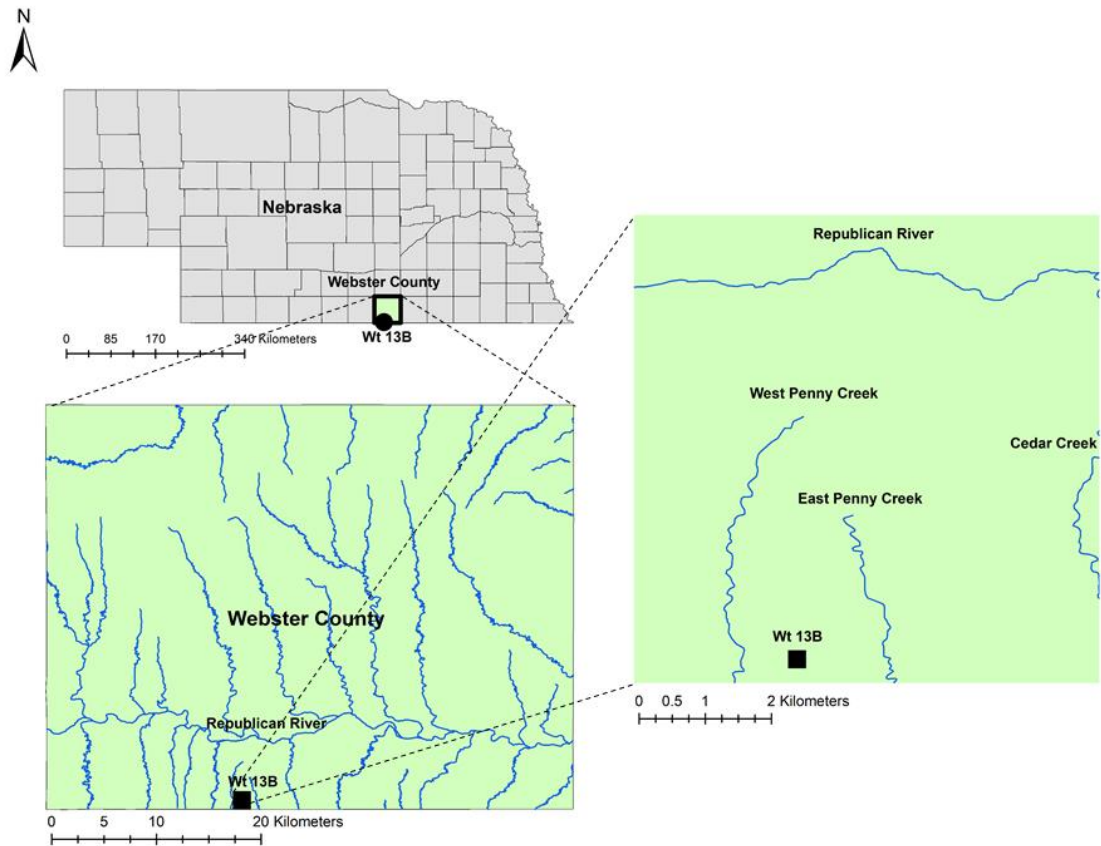 N
Nebraska
Webster County
Wt 13B
0 85 170 340 Kilometers
Republican River
West Penny Creek
Cedar Creek
East Penny Creek
Wt 13B
0 0.5 1 2 Kilometers
Webster County
Republican River
Wt 13B
0 5 10 20 Kilometers